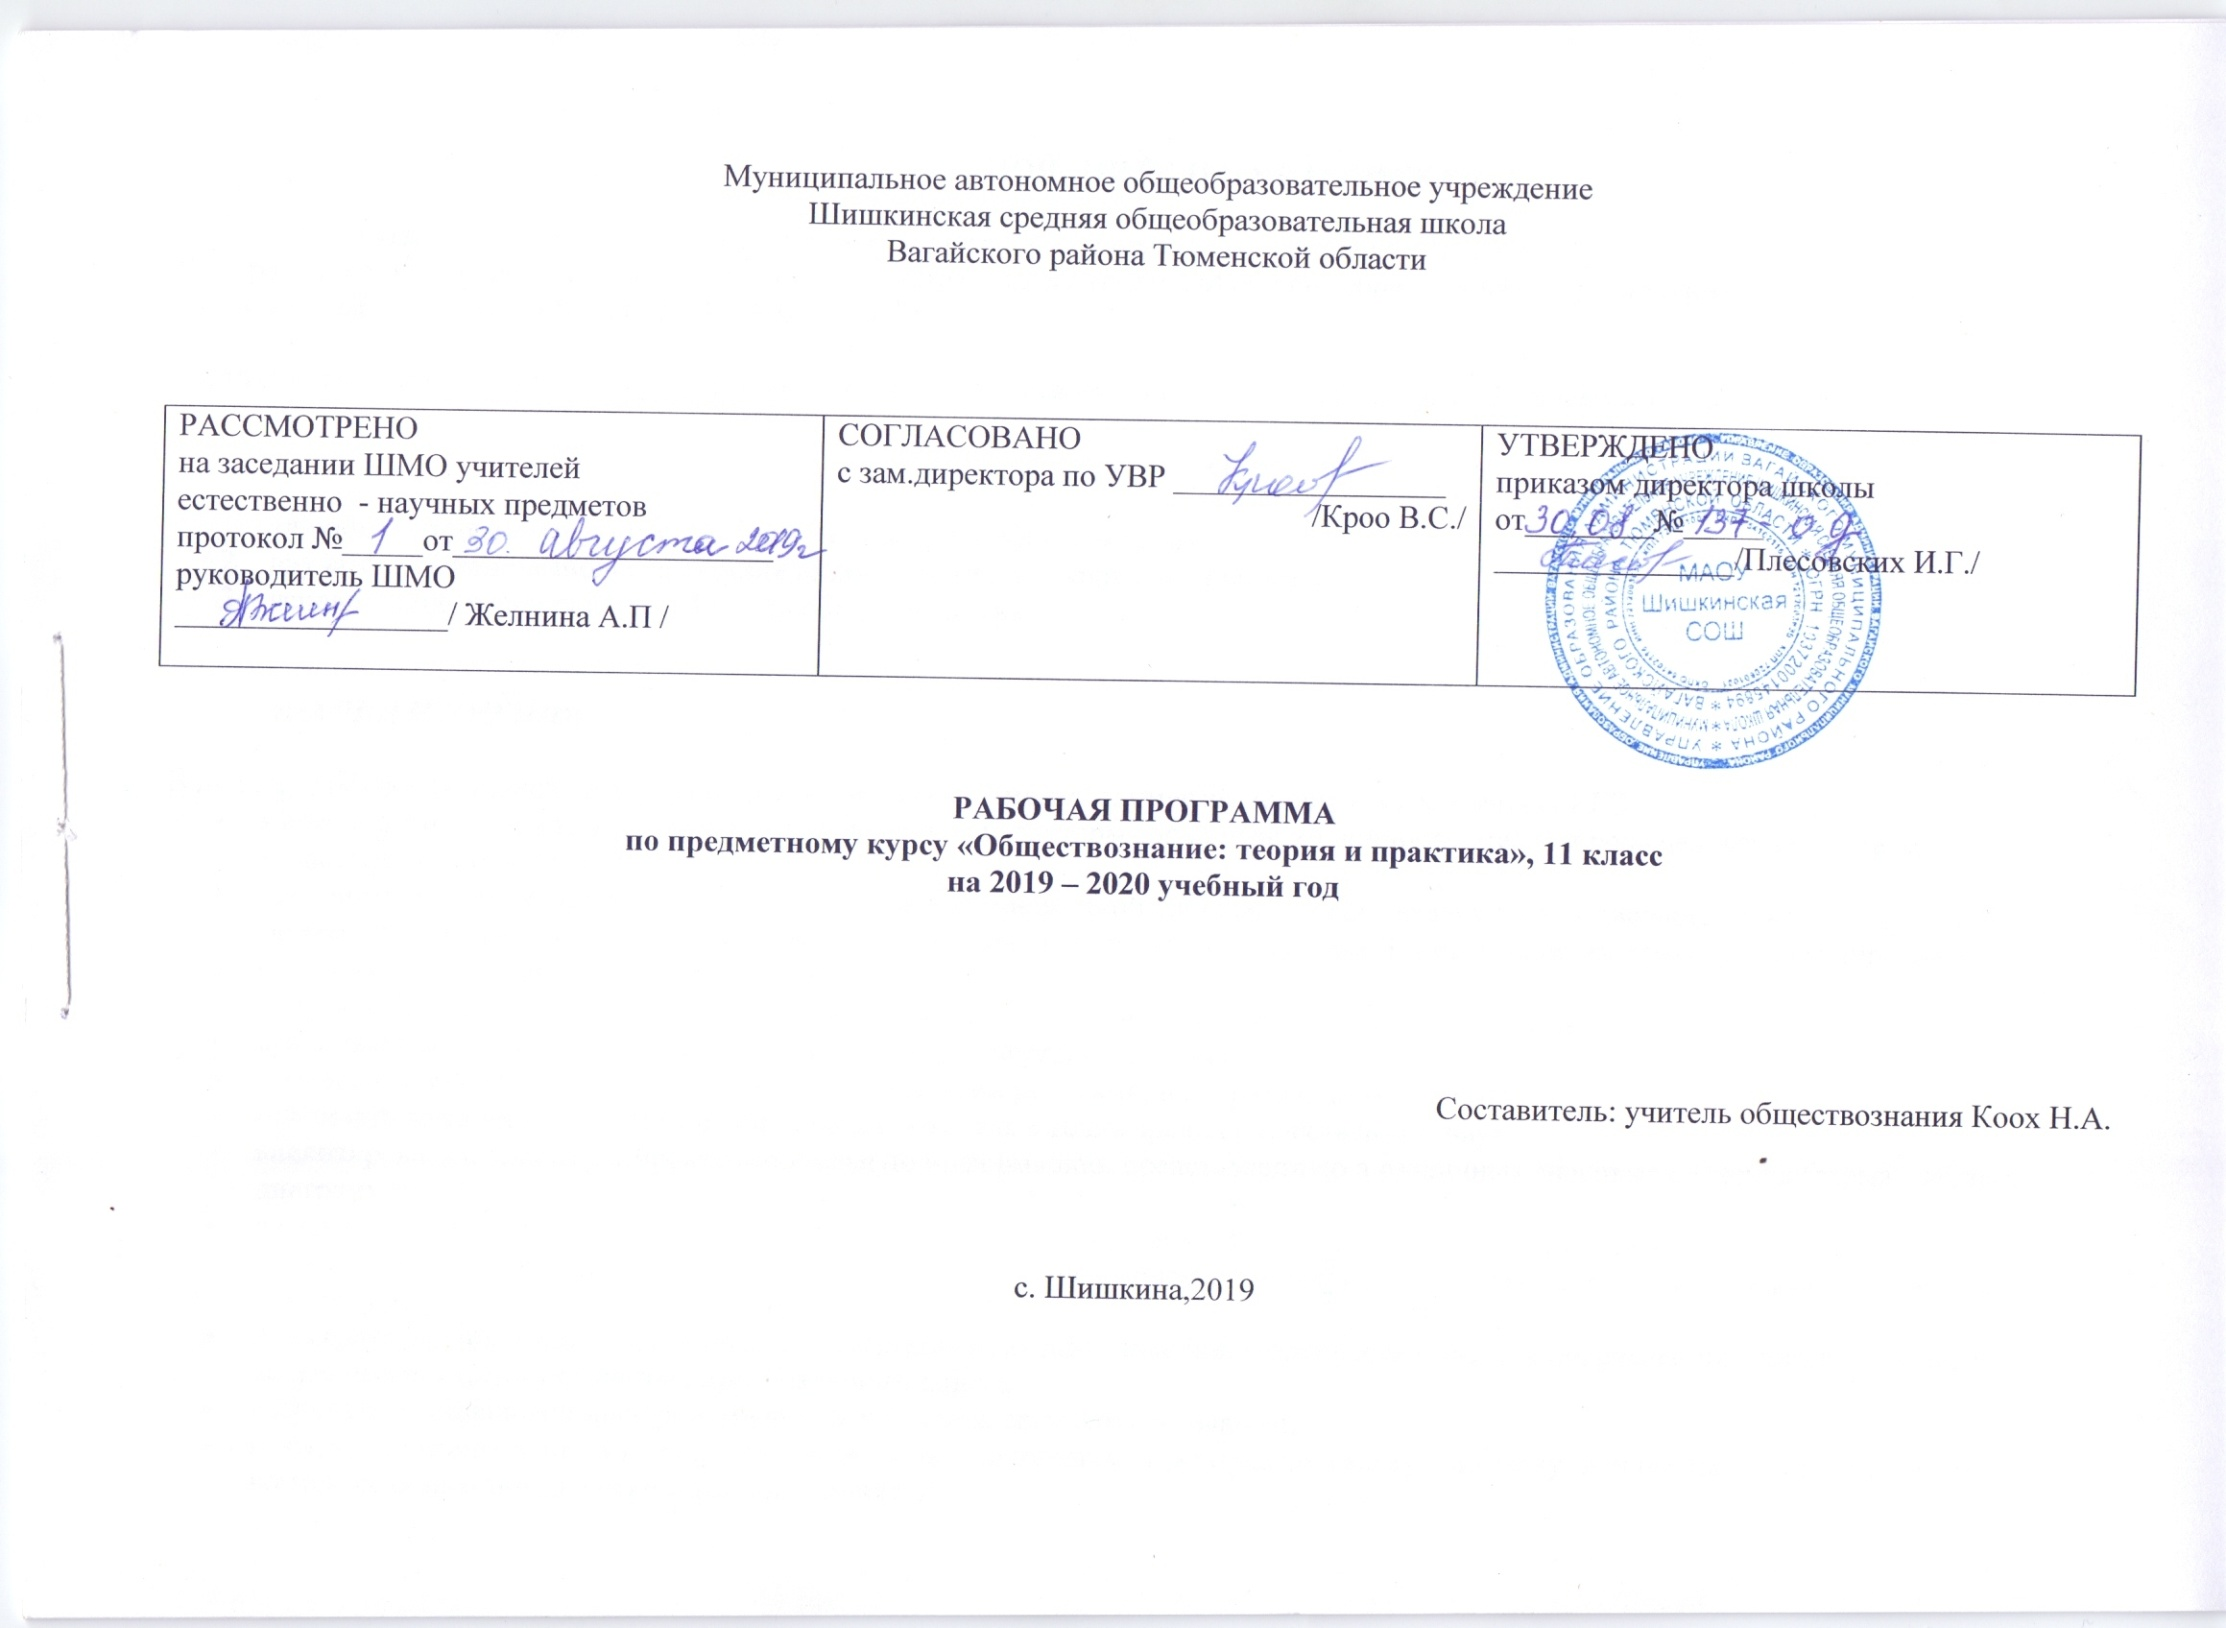 Муниципальное автономное общеобразовательное учреждение
Шишкинская средняя общеобразовательная школа
Вагайского района Тюменской области
РАССМОТРЕНО
на заседании ШМО учителей
естественно - научных предметов
протокол № 1 от 30. августа 2019г
руководитель ШМО
/ Желнина А.П /
СОГЛАСОВАНО
с зам.директора по УВР
/Кроо В.С./
УТВЕРЖДЕНО
приказом директора школы
от 30.08 № 137-од
/Плесовских И.Г./
МАОУ
Шишкинская
СОШ
РАБОЧАЯ ПРОГРАММА
по предметному курсу «Обществознание: теория и практика», 11 класс
на 2019 – 2020 учебный год
Составитель: учитель обществознания Коох Н.А.
с. Шишкина,2019